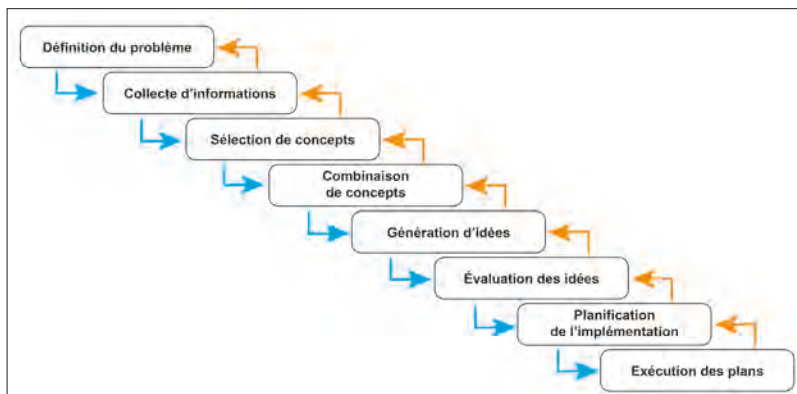 Définition du problème
Collecte d'informations
Sélection de concepts
Combinaison
de concepts
Génération d'idées
Évaluation des idées
Planification
de l'implémentation
Exécution des plans